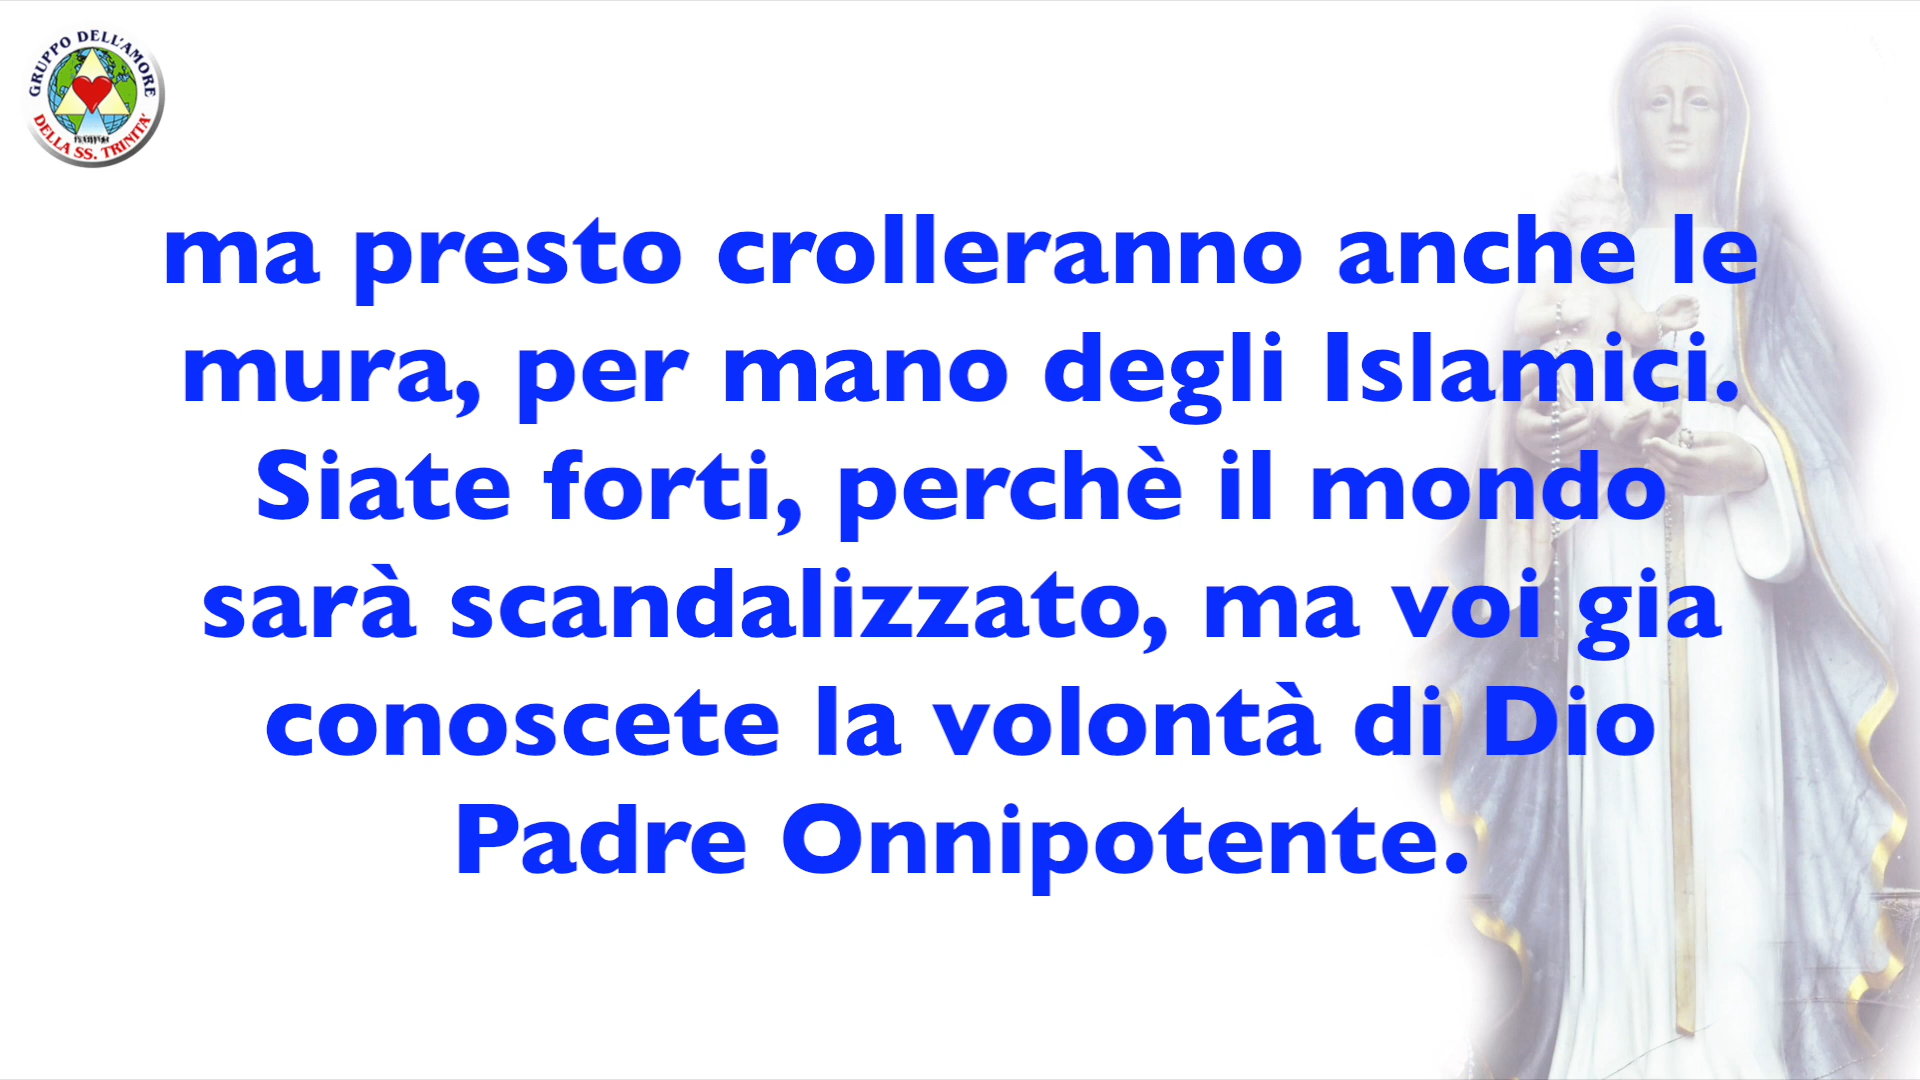 GRUPPO DELL'AMORE
DELLA SS. TRINITA'
ma presto crolleranno anche le
mura, per mano degli Islamici.
Siate forti, perchè il mondo
sarà scandalizzato, ma voi gia
conoscete la volontà di Dio
Padre Onnipotente.